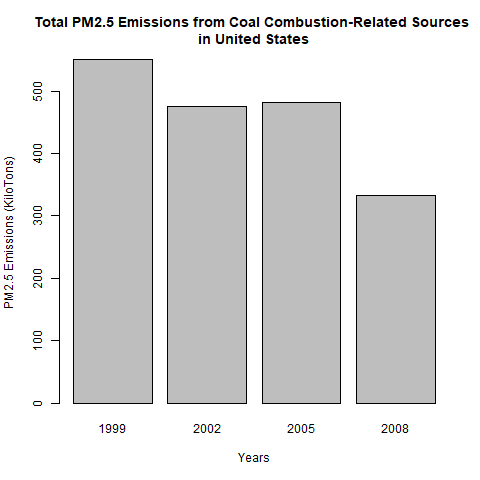 Total PM2.5 Emissions from Coal Combustion-Related Sources
in United States
PM2.5 Emissions (KiloTons)
500
400
300
200
100
0
1999 2002 2005 2008
Years